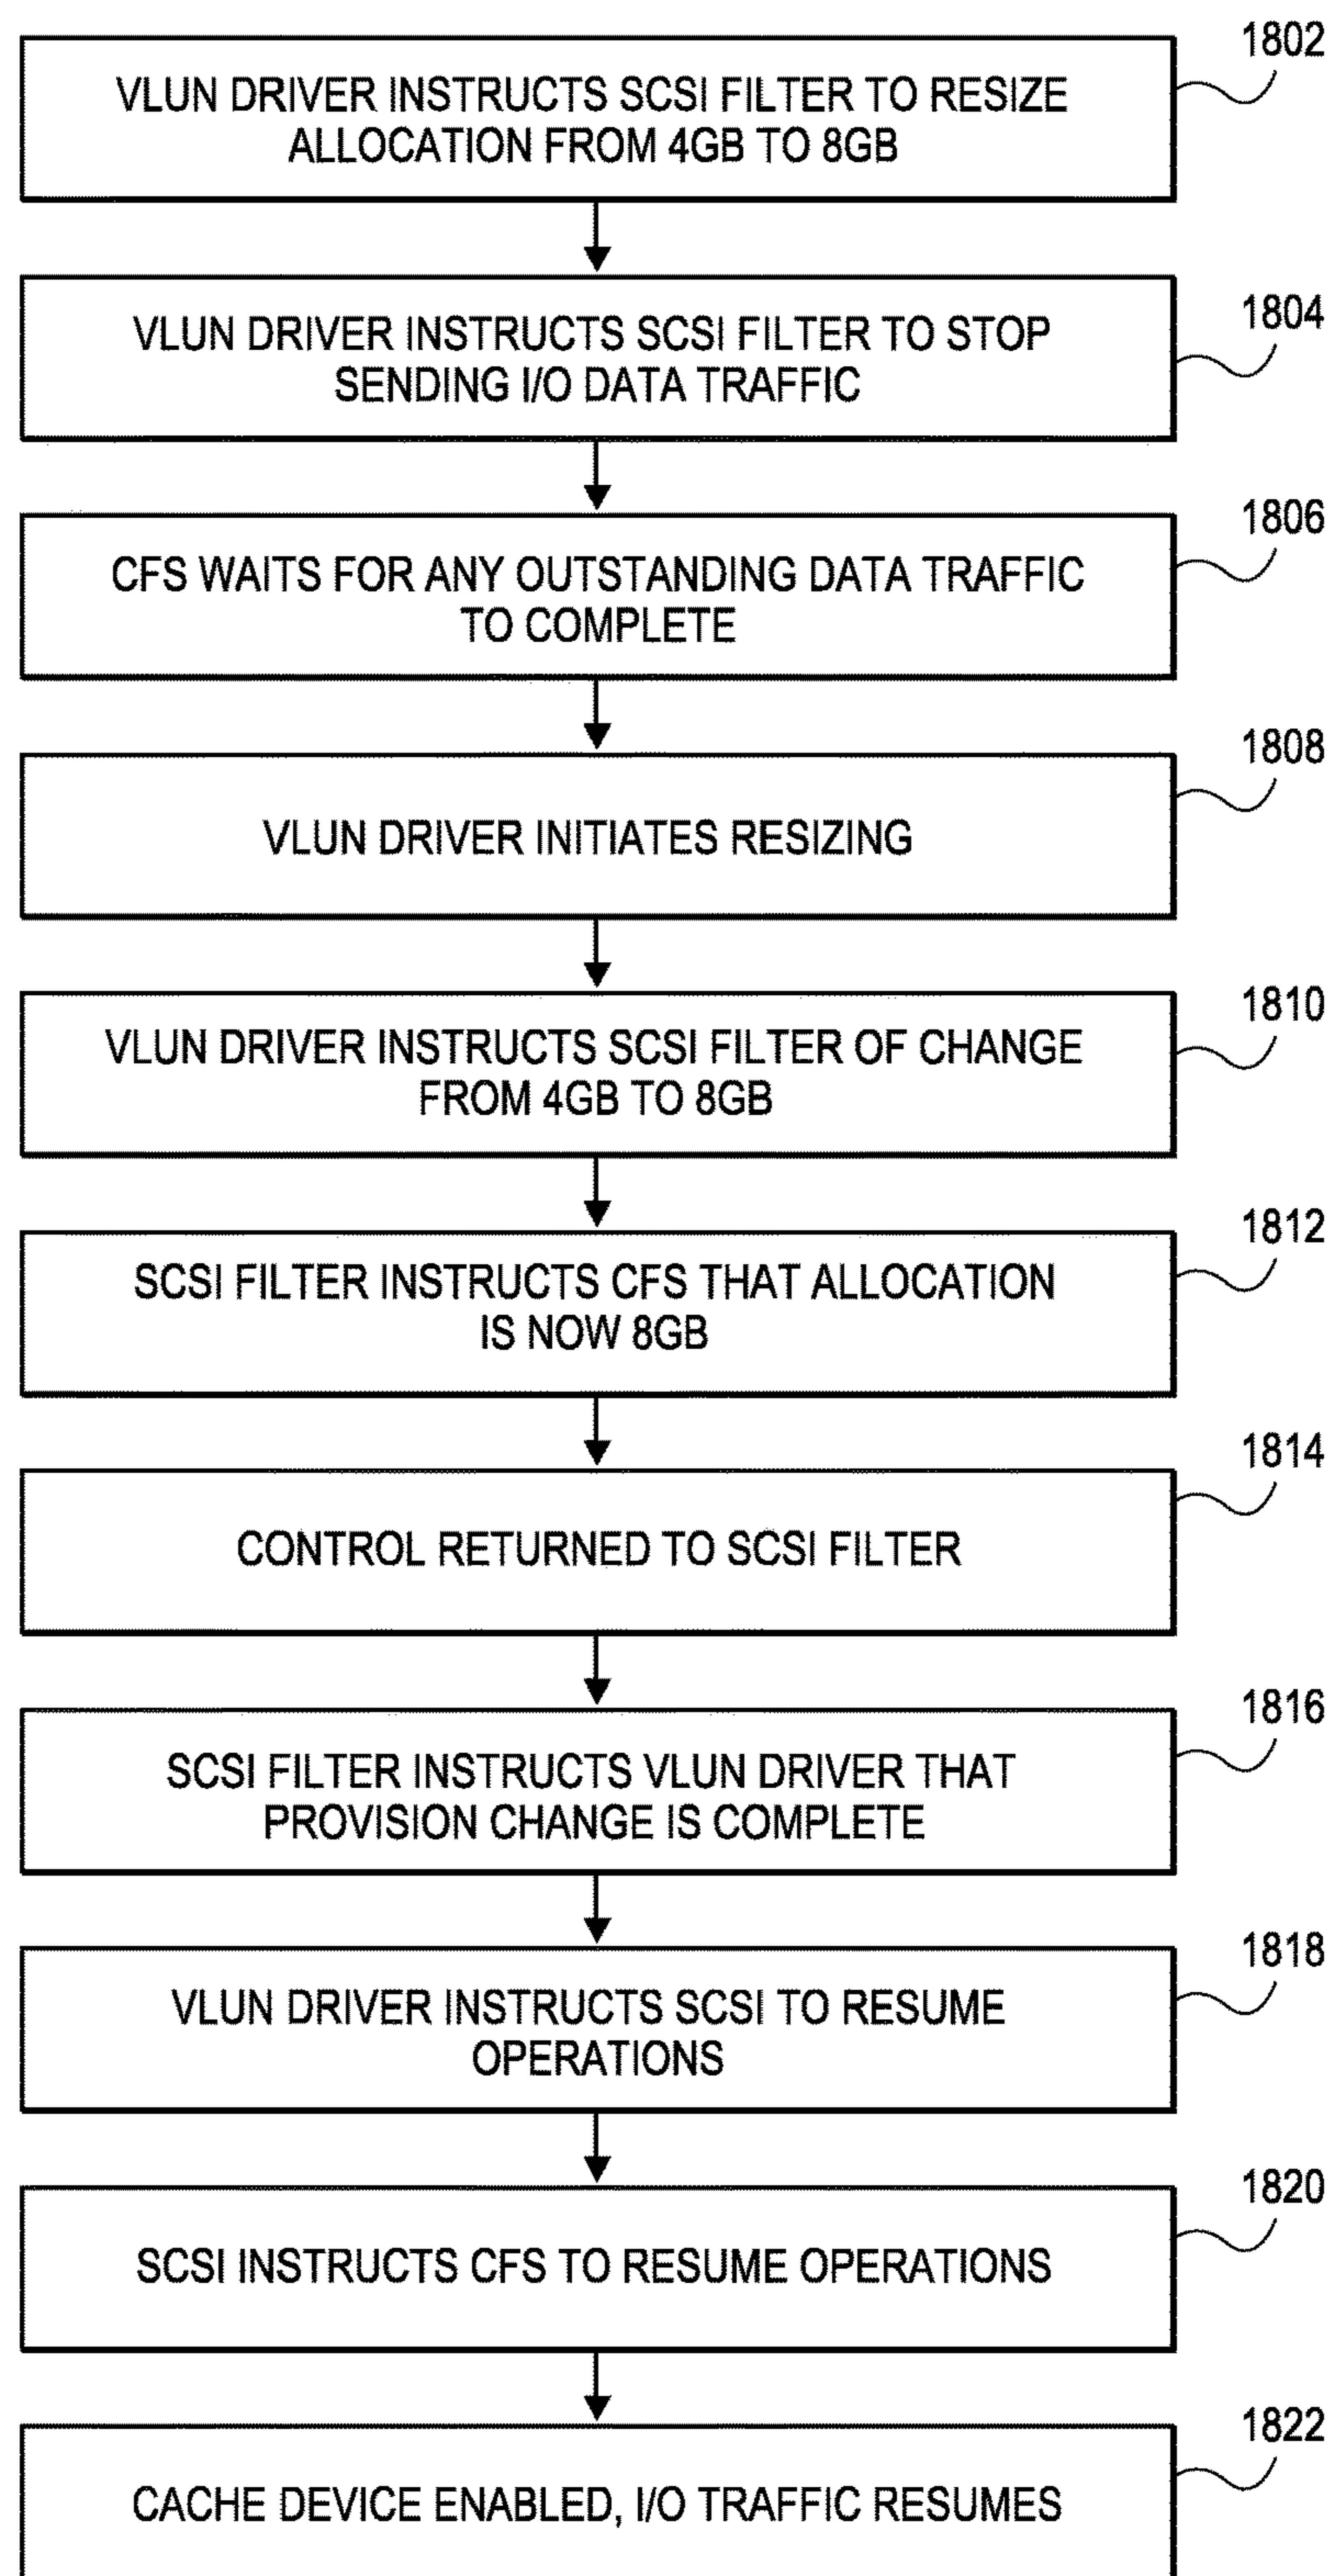 1802
VLUN DRIVER INSTRUCTS SCSI FILTER TO RESIZE
ALLOCATION FROM 4GB TO 8GB
1804
VLUN DRIVER INSTRUCTS SCSI FILTER TO STOP
SENDING I/O DATA TRAFFIC
1806
CFS WAITS FOR ANY OUTSTANDING DATA TRAFFIC
TO COMPLETE
1808
VLUN DRIVER INITIATES RESIZING
1810
VLUN DRIVER INSTRUCTS SCSI FILTER OF CHANGE
FROM 4GB TO 8GB
1812
SCSI FILTER INSTRUCTS CFS THAT ALLOCATION
IS NOW 8GB
1814
CONTROL RETURNED TO SCSI FILTER
1816
SCSI FILTER INSTRUCTS VLUN DRIVER THAT
PROVISION CHANGE IS COMPLETE
1818
VLUN DRIVER INSTRUCTS SCSI TO RESUME
OPERATIONS
1820
SCSI INSTRUCTS CFS TO RESUME OPERATIONS
1822
CACHE DEVICE ENABLED, I/O TRAFFIC RESUMES